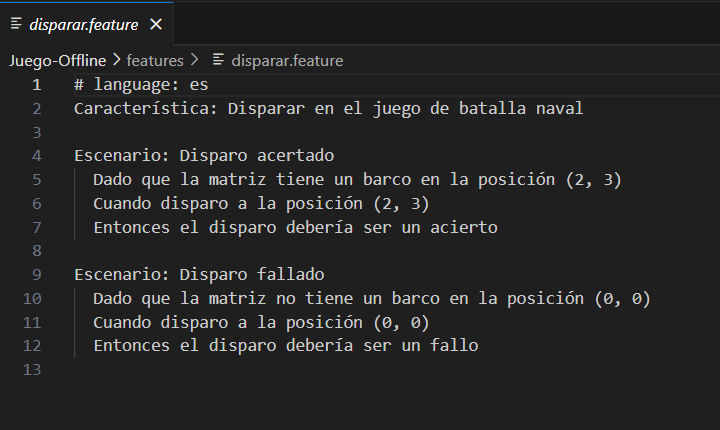 disparar.feature
Juego-Offline > features > disparar.feature
1 # language: es
2 Característica: Disparar en el juego de batalla naval
3
4 Escenario: Disparo acertado
5 Dado que la matriz tiene un barco en la posición (2, 3)
6 Cuando disparo a la posición (2, 3)
7 Entonces el disparo debería ser un acierto
8
9 Escenario: Disparo fallado
10 Dado que la matriz no tiene un barco en la posición (0, 0)
11 Cuando disparo a la posición (0, 0)
12 Entonces el disparo debería ser un fallo
13